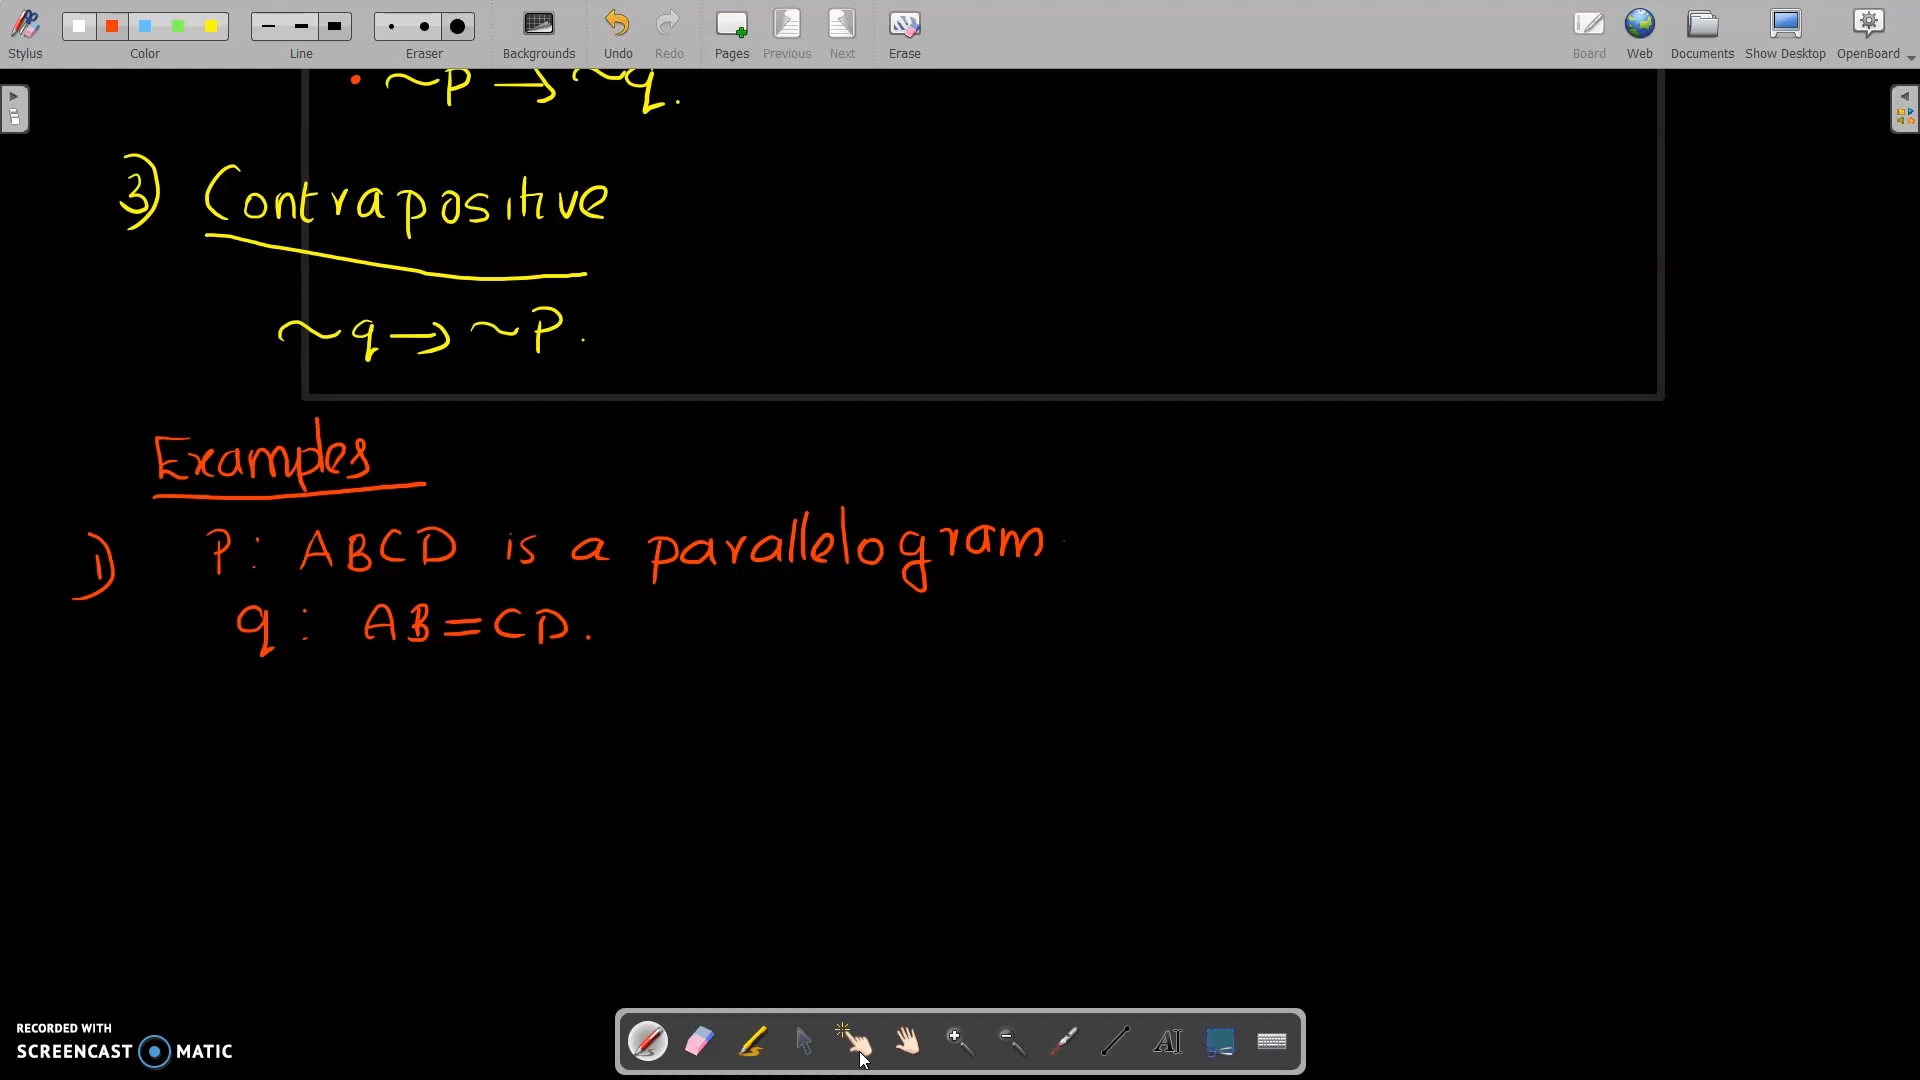 Stylus Color Line Eraser Backgrounds Undo Redo Pages Previous Next Erase Board Web Documents Show Desktop OpenBoard
• ~p → ~q.
3) Contrapositive
~q → ~p.
Examples
1) p: ABCD is a parallelogram
q: AB=CD.
RECORDED WITH
SCREENCAST MATIC